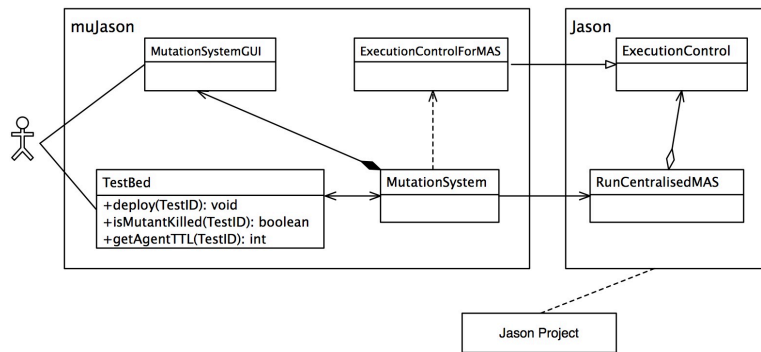 muJason
Jason
MutationSystemGUI
ExecutionControlForMAS
ExecutionControl
TestBed
+deploy(TestID): void
+isMutantKilled(TestID): boolean
+getAgentTTL(TestID): int
MutationSystem
RunCentralisedMAS
Jason Project